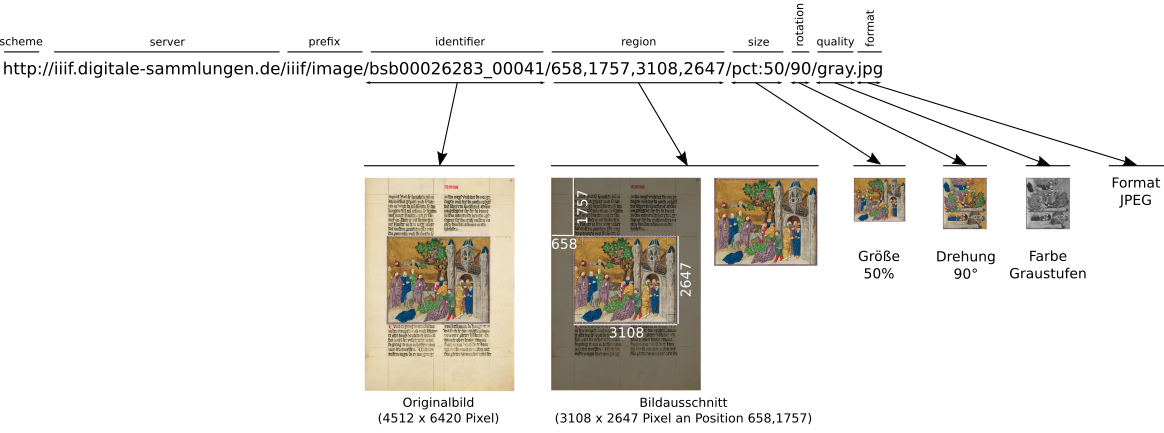 scheme server prefix identifier region size rotation quality format
http://iiif.digitale-sammlungen.de/iiif/image/bsb00026283_00041/658,1757,3108,2647/pct:50/90/gray.jpg
1757
658
2647
3108
Originalbild
(4512 x 6420 Pixel)
Bildausschnitt
(3108 x 2647 Pixel an Position 658,1757)
Größe
50%
Drehung
90°
Farbe
Graustufen
Format
JPEG